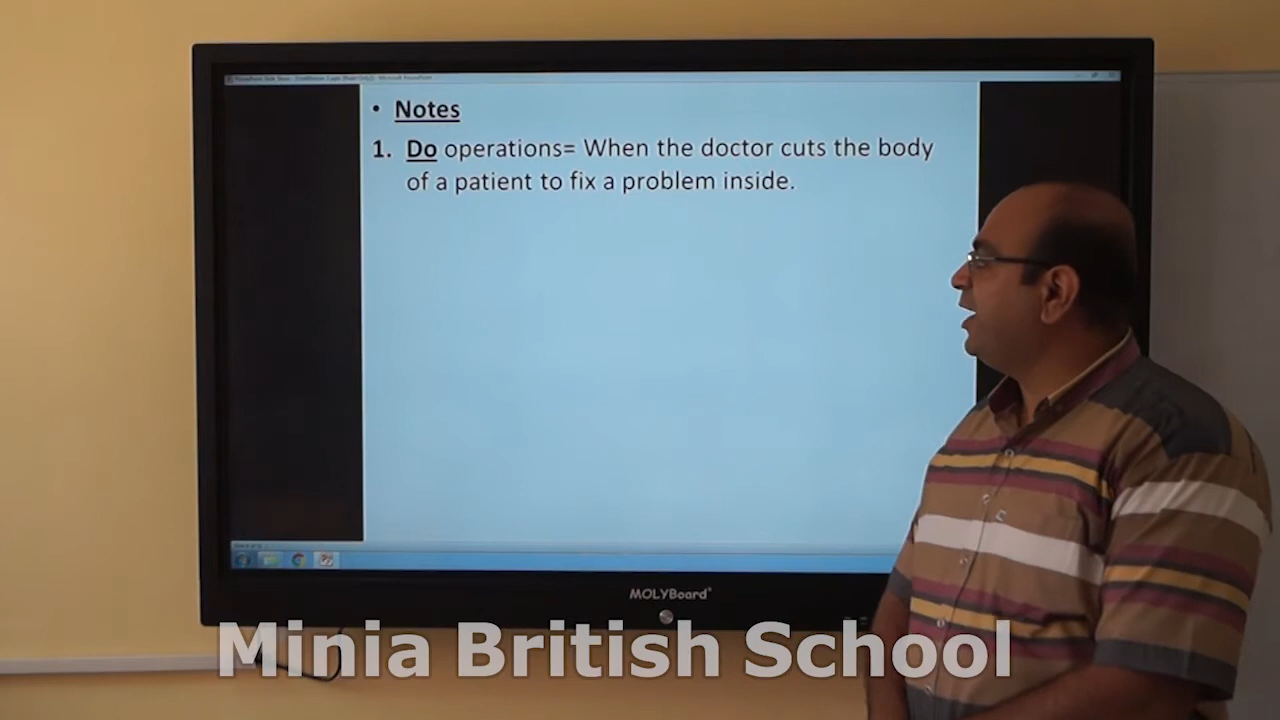 • Notes
1. Do operations= When the doctor cuts the body
of a patient to fix a problem inside.
MOLYBoard
Minia British School